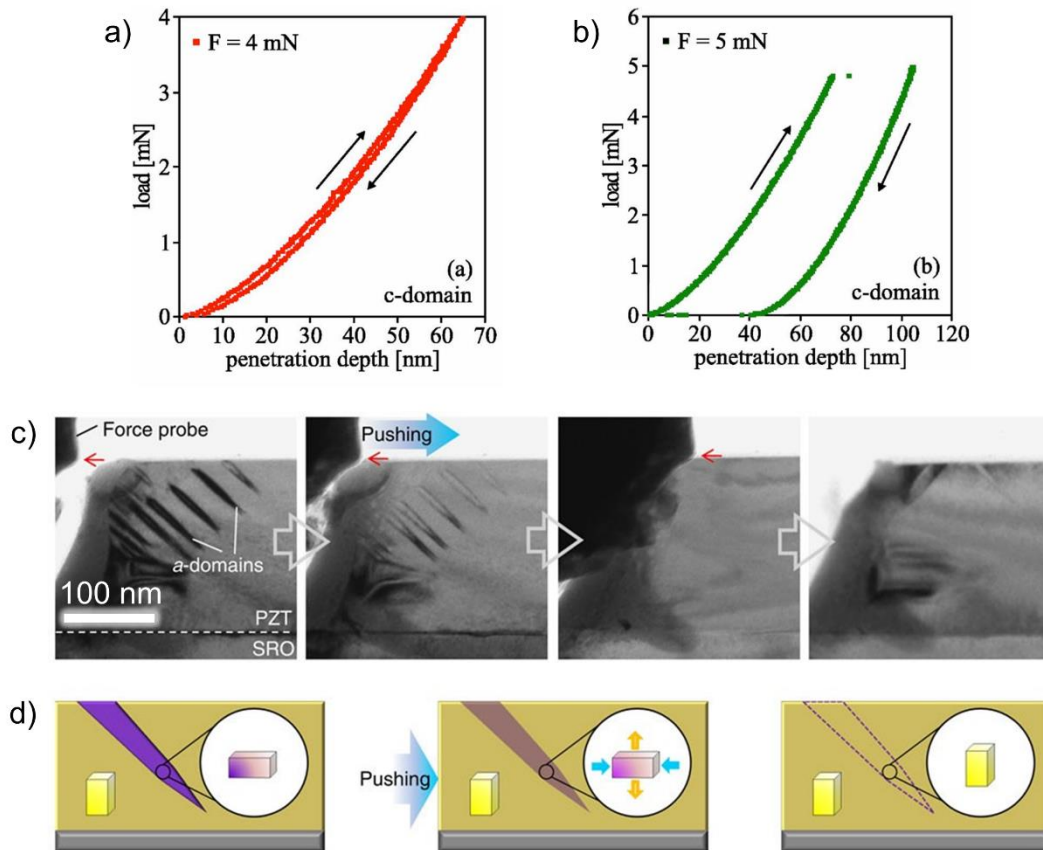 a)
4
3
2
1
0
load [mN]
F = 4 mN
(a)
c-domain
0 10 20 30 40 50 60 70
penetration depth [nm]
b)
6
5
4
3
2
1
0
load [mN]
F = 5 mN
(b)
c-domain
0 20 40 60 80 100 120
penetration depth [nm]
c)
Force probe
a-domains
100 nm
PZT
SRO
Pushing
d)
Pushing